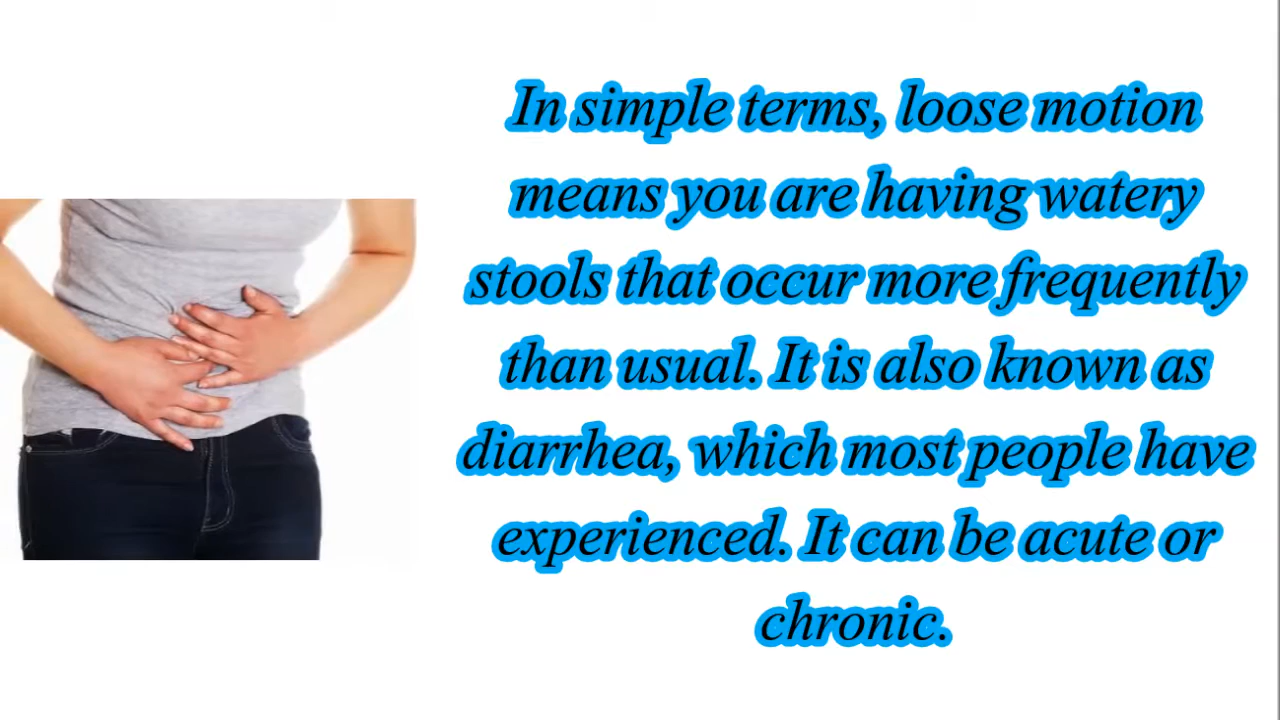 In simple terms, loose motion
means you are having watery
stools that occur more frequently
than usual. It is also known as
diarrhea, which most people have
experienced. It can be acute or
chronic.